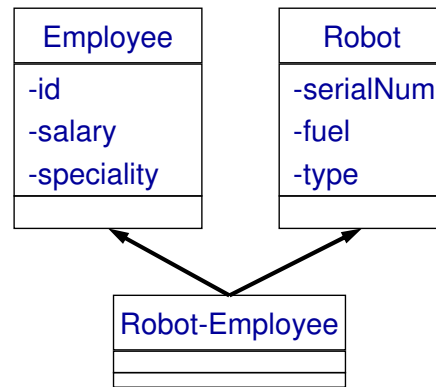 Employee
-id
-salary
-speciality
Robot
-serialNum
-fuel
-type
Robot-Employee